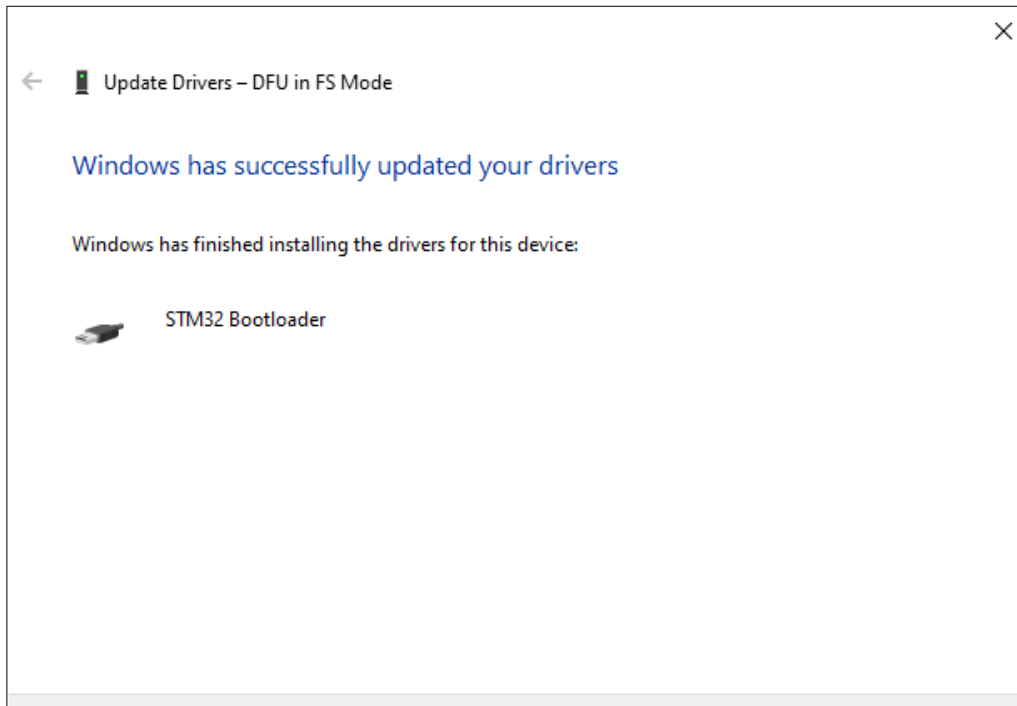 Update Drivers – DFU in FS Mode
Windows has successfully updated your drivers
Windows has finished installing the drivers for this device:
STM32 Bootloader